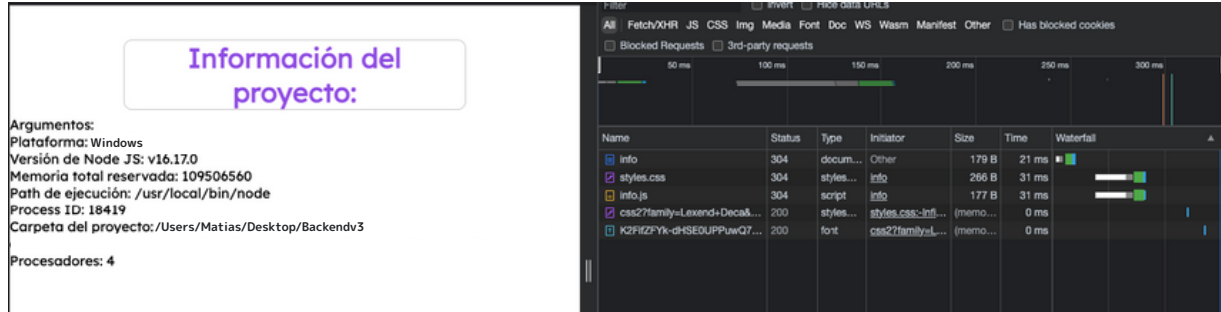 Información del
proyecto:
Argumentos:
Plataforma: Windows
Versión de Node JS: v16.17.0
Memoria total reservada: 109506560
Path de ejecución: /usr/local/bin/node
Process ID: 18419
Carpeta del proyecto:/Users/Matias/Desktop/Backendv3
Procesadores: 4
Filter Invert Hide data URLs
All Fetch/XHR JS CSS Img Media Font Doc WS Wasm Manifest Other Has blocked cookies
Blocked Requests 3rd-party requests
50 ms 100 ms 150 ms 200 ms 250 ms 300 ms
Name Status Type Initiator Size Time Waterfall
info 304 docum... Other 179 B 21 ms
styles.css 304 styles... info 266 B 31 ms
info.js 304 script info 177 B 31 ms
css2?family=Lexend+Deca&... 200 styles... styles.css:-Infi... (memo... 0 ms
200 font css2?family=L... (memo... 0 ms